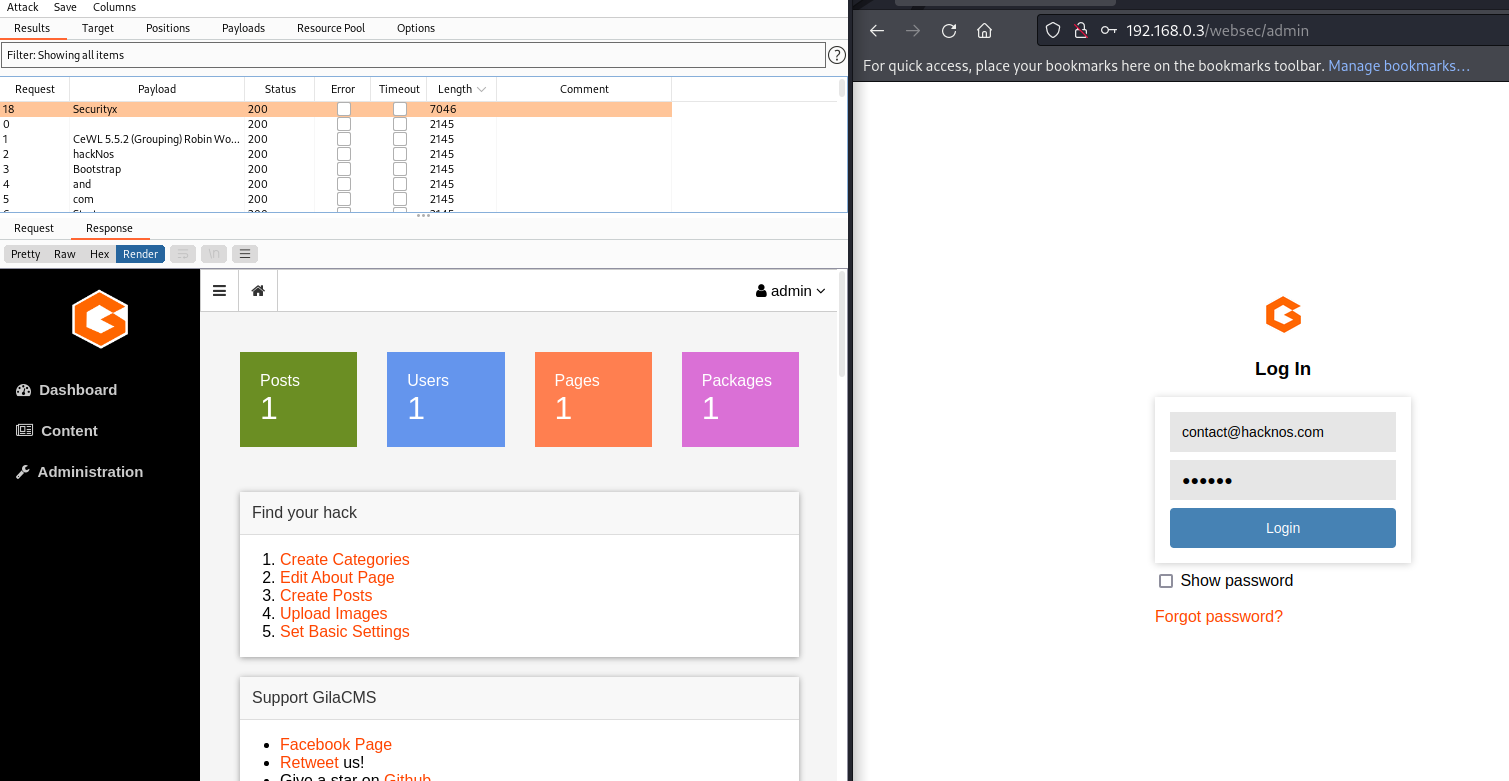 Attack Save Columns
Results Target Positions Payloads Resource Pool Options
Filter: Showing all items
?
Request Payload Status Error Timeout Length Comment
18 Securityx 200 7046
0 200 2145
1 CeWL 5.5.2 (Grouping) Robin Wo... 200 2145
2 hackNos 200 2145
3 Bootstrap 200 2145
4 and 200 2145
5 com 200 2145
Request Response
Pretty Raw Hex Render \n
admin
Dashboard
Content
Administration
Posts
1
Users
1
Pages
1
Packages
1
Find your hack
1. Create Categories
2. Edit About Page
3. Create Posts
4. Upload Images
5. Set Basic Settings
Support GilaCMS
• Facebook Page
• Retweet us!
• Give a star on Github
192.168.0.3/websec/admin
For quick access, place your bookmarks here on the bookmarks toolbar. Manage bookmarks...
Log In
contact@hacknos.com
••••••
Login
Show password
Forgot password?